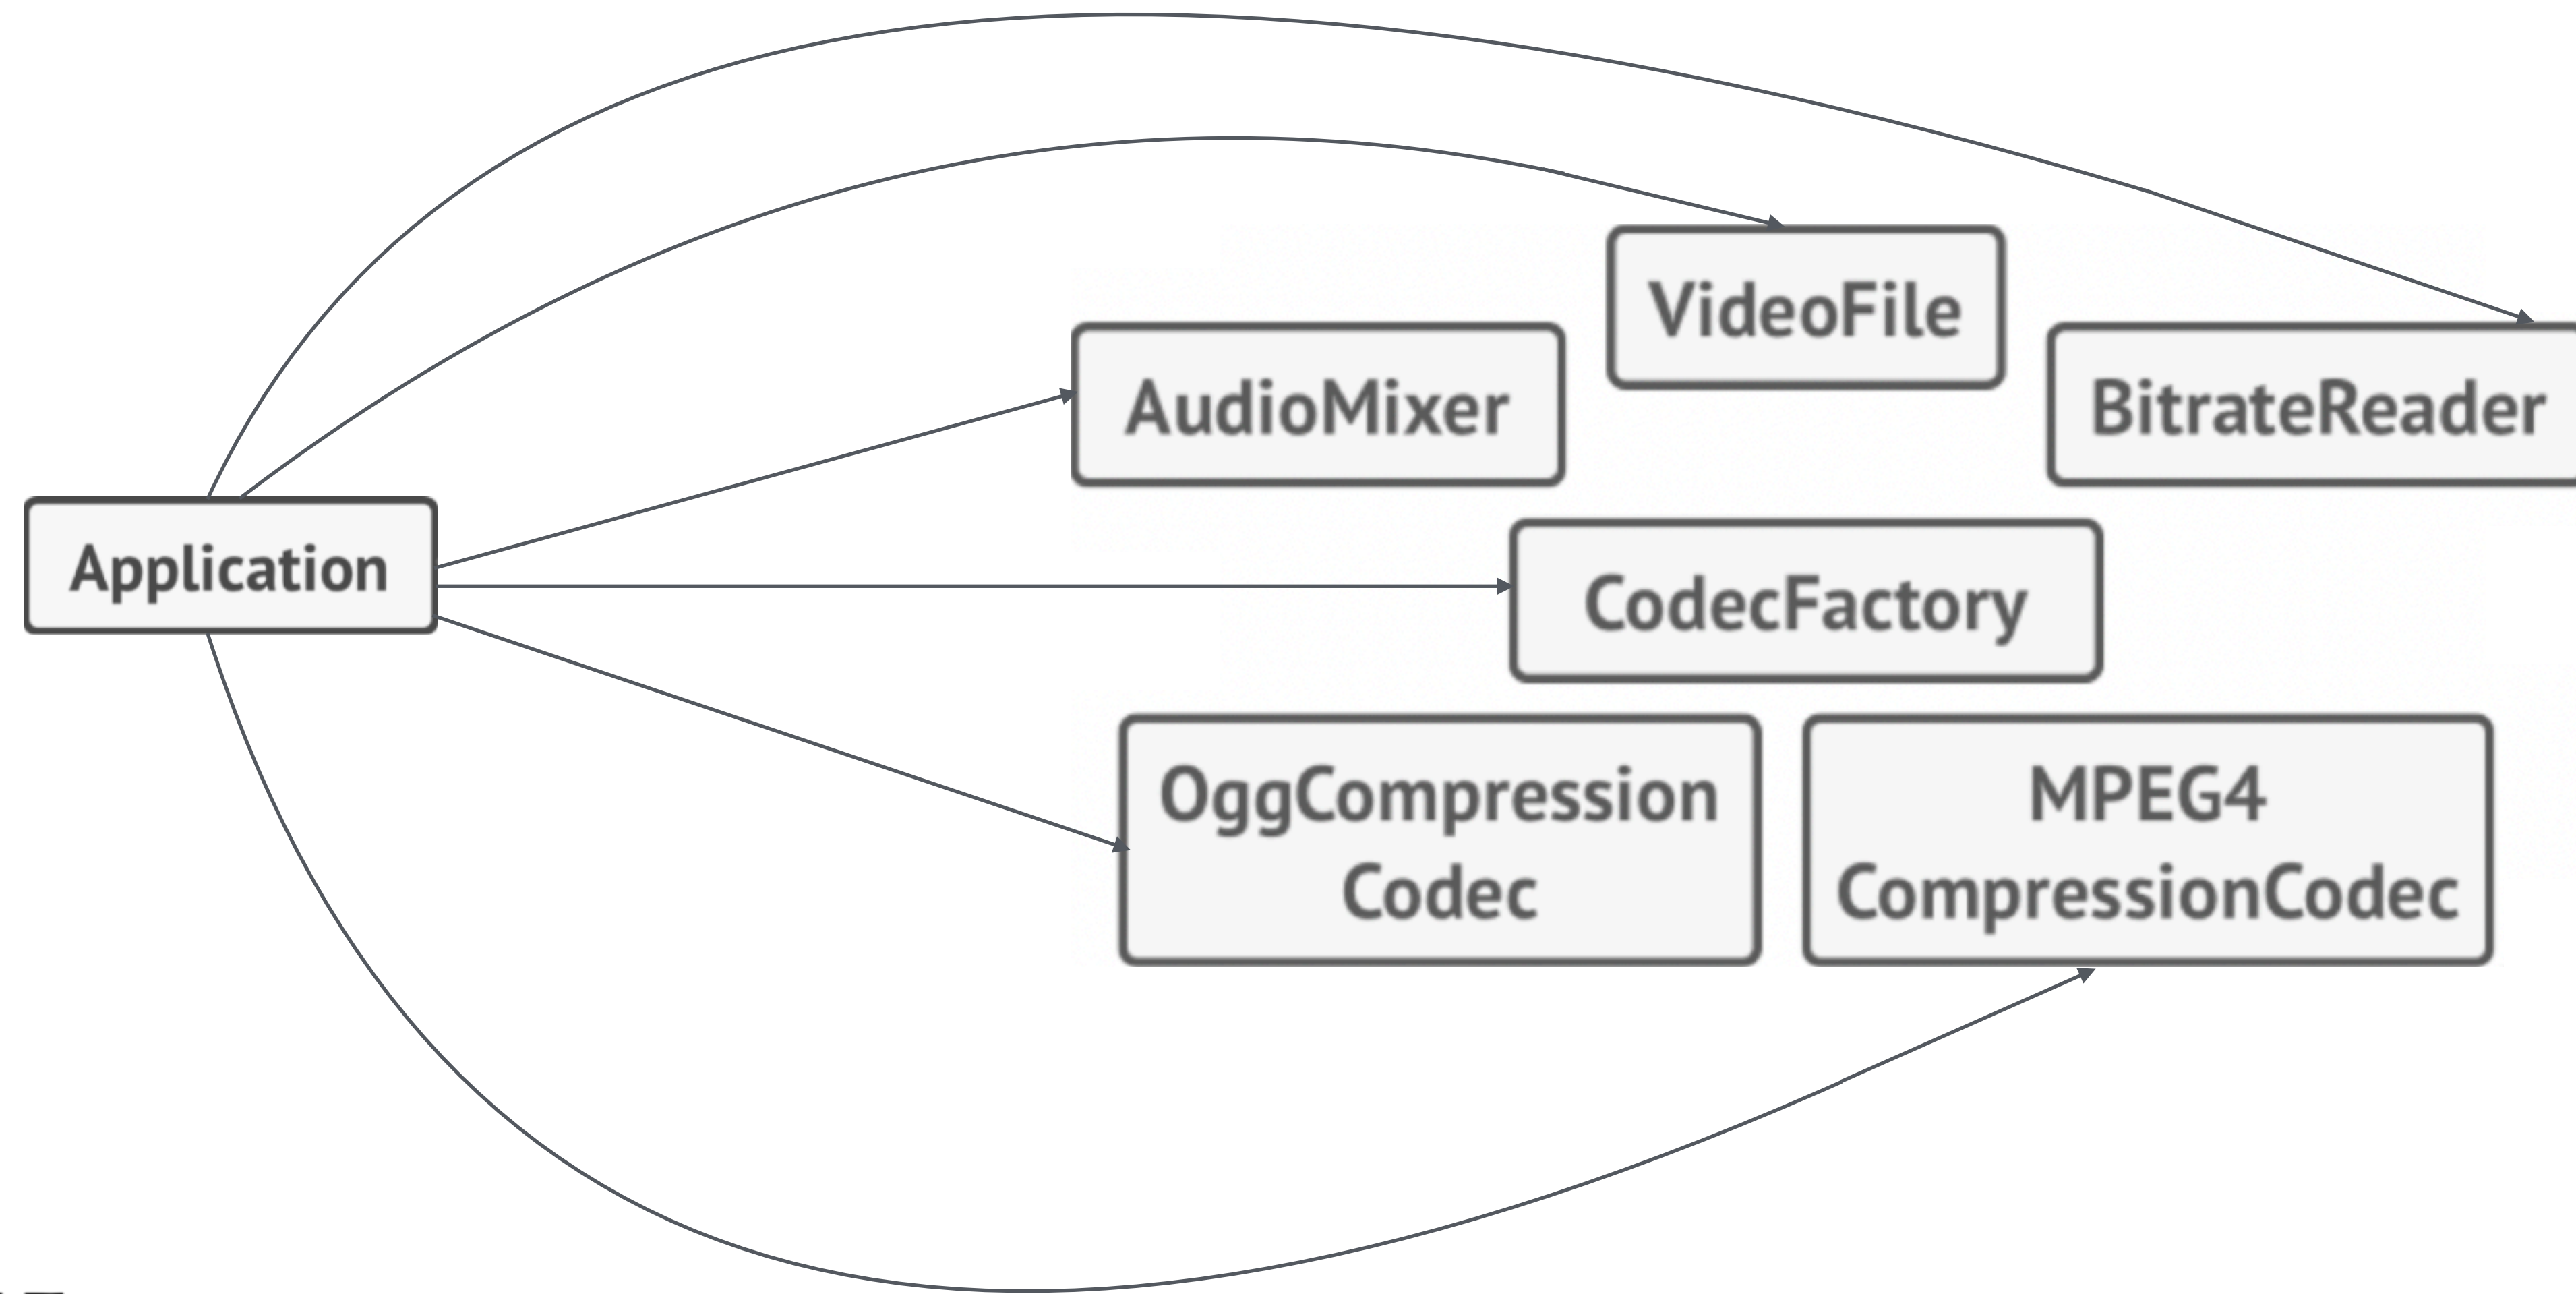 VideoFile
AudioMixer
BitrateReader
Application
CodecFactory
OggCompression
Codec
MPEG4
CompressionCodec